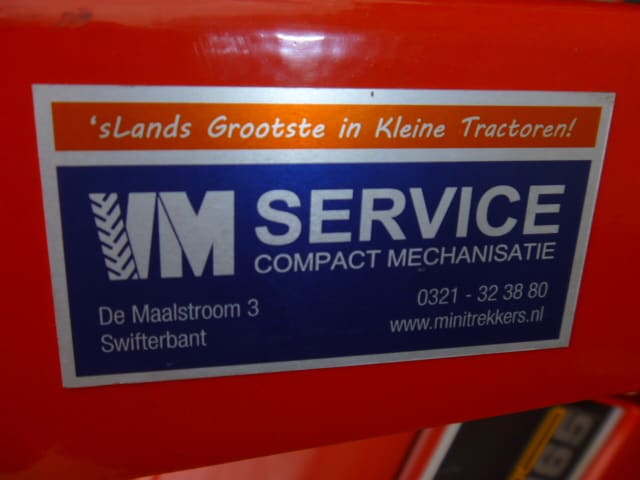 'sLands Grootste in Kleine Tractoren!
VM SERVICE
COMPACT MECHANISATIE
De Maalstroom 3
Swifterbant
0321 - 32 38 80
www.minitrekkers.nl